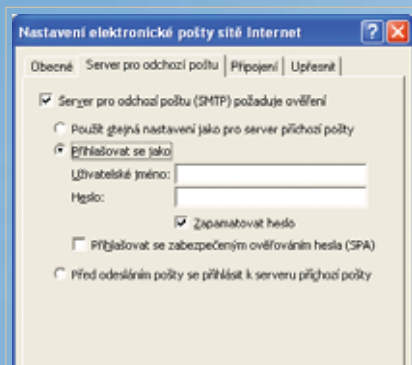 Nastavení elektronické pošty sítě Internet
Obecné Server pro odchozí poštu Připojení Upřesnit
Server pro odchozí poštu (SMTP) požaduje ověření
Použít stejná nastavení jako pro server příchozí pošty
Přihlašovat se jako
Uživatelské jméno:
Heslo:
Zapamatovat heslo
Přihlašovat se zabezpečeným ověřováním hesla (SPA)
Před odesláním pošty se přihlásit k serveru příchozí pošty